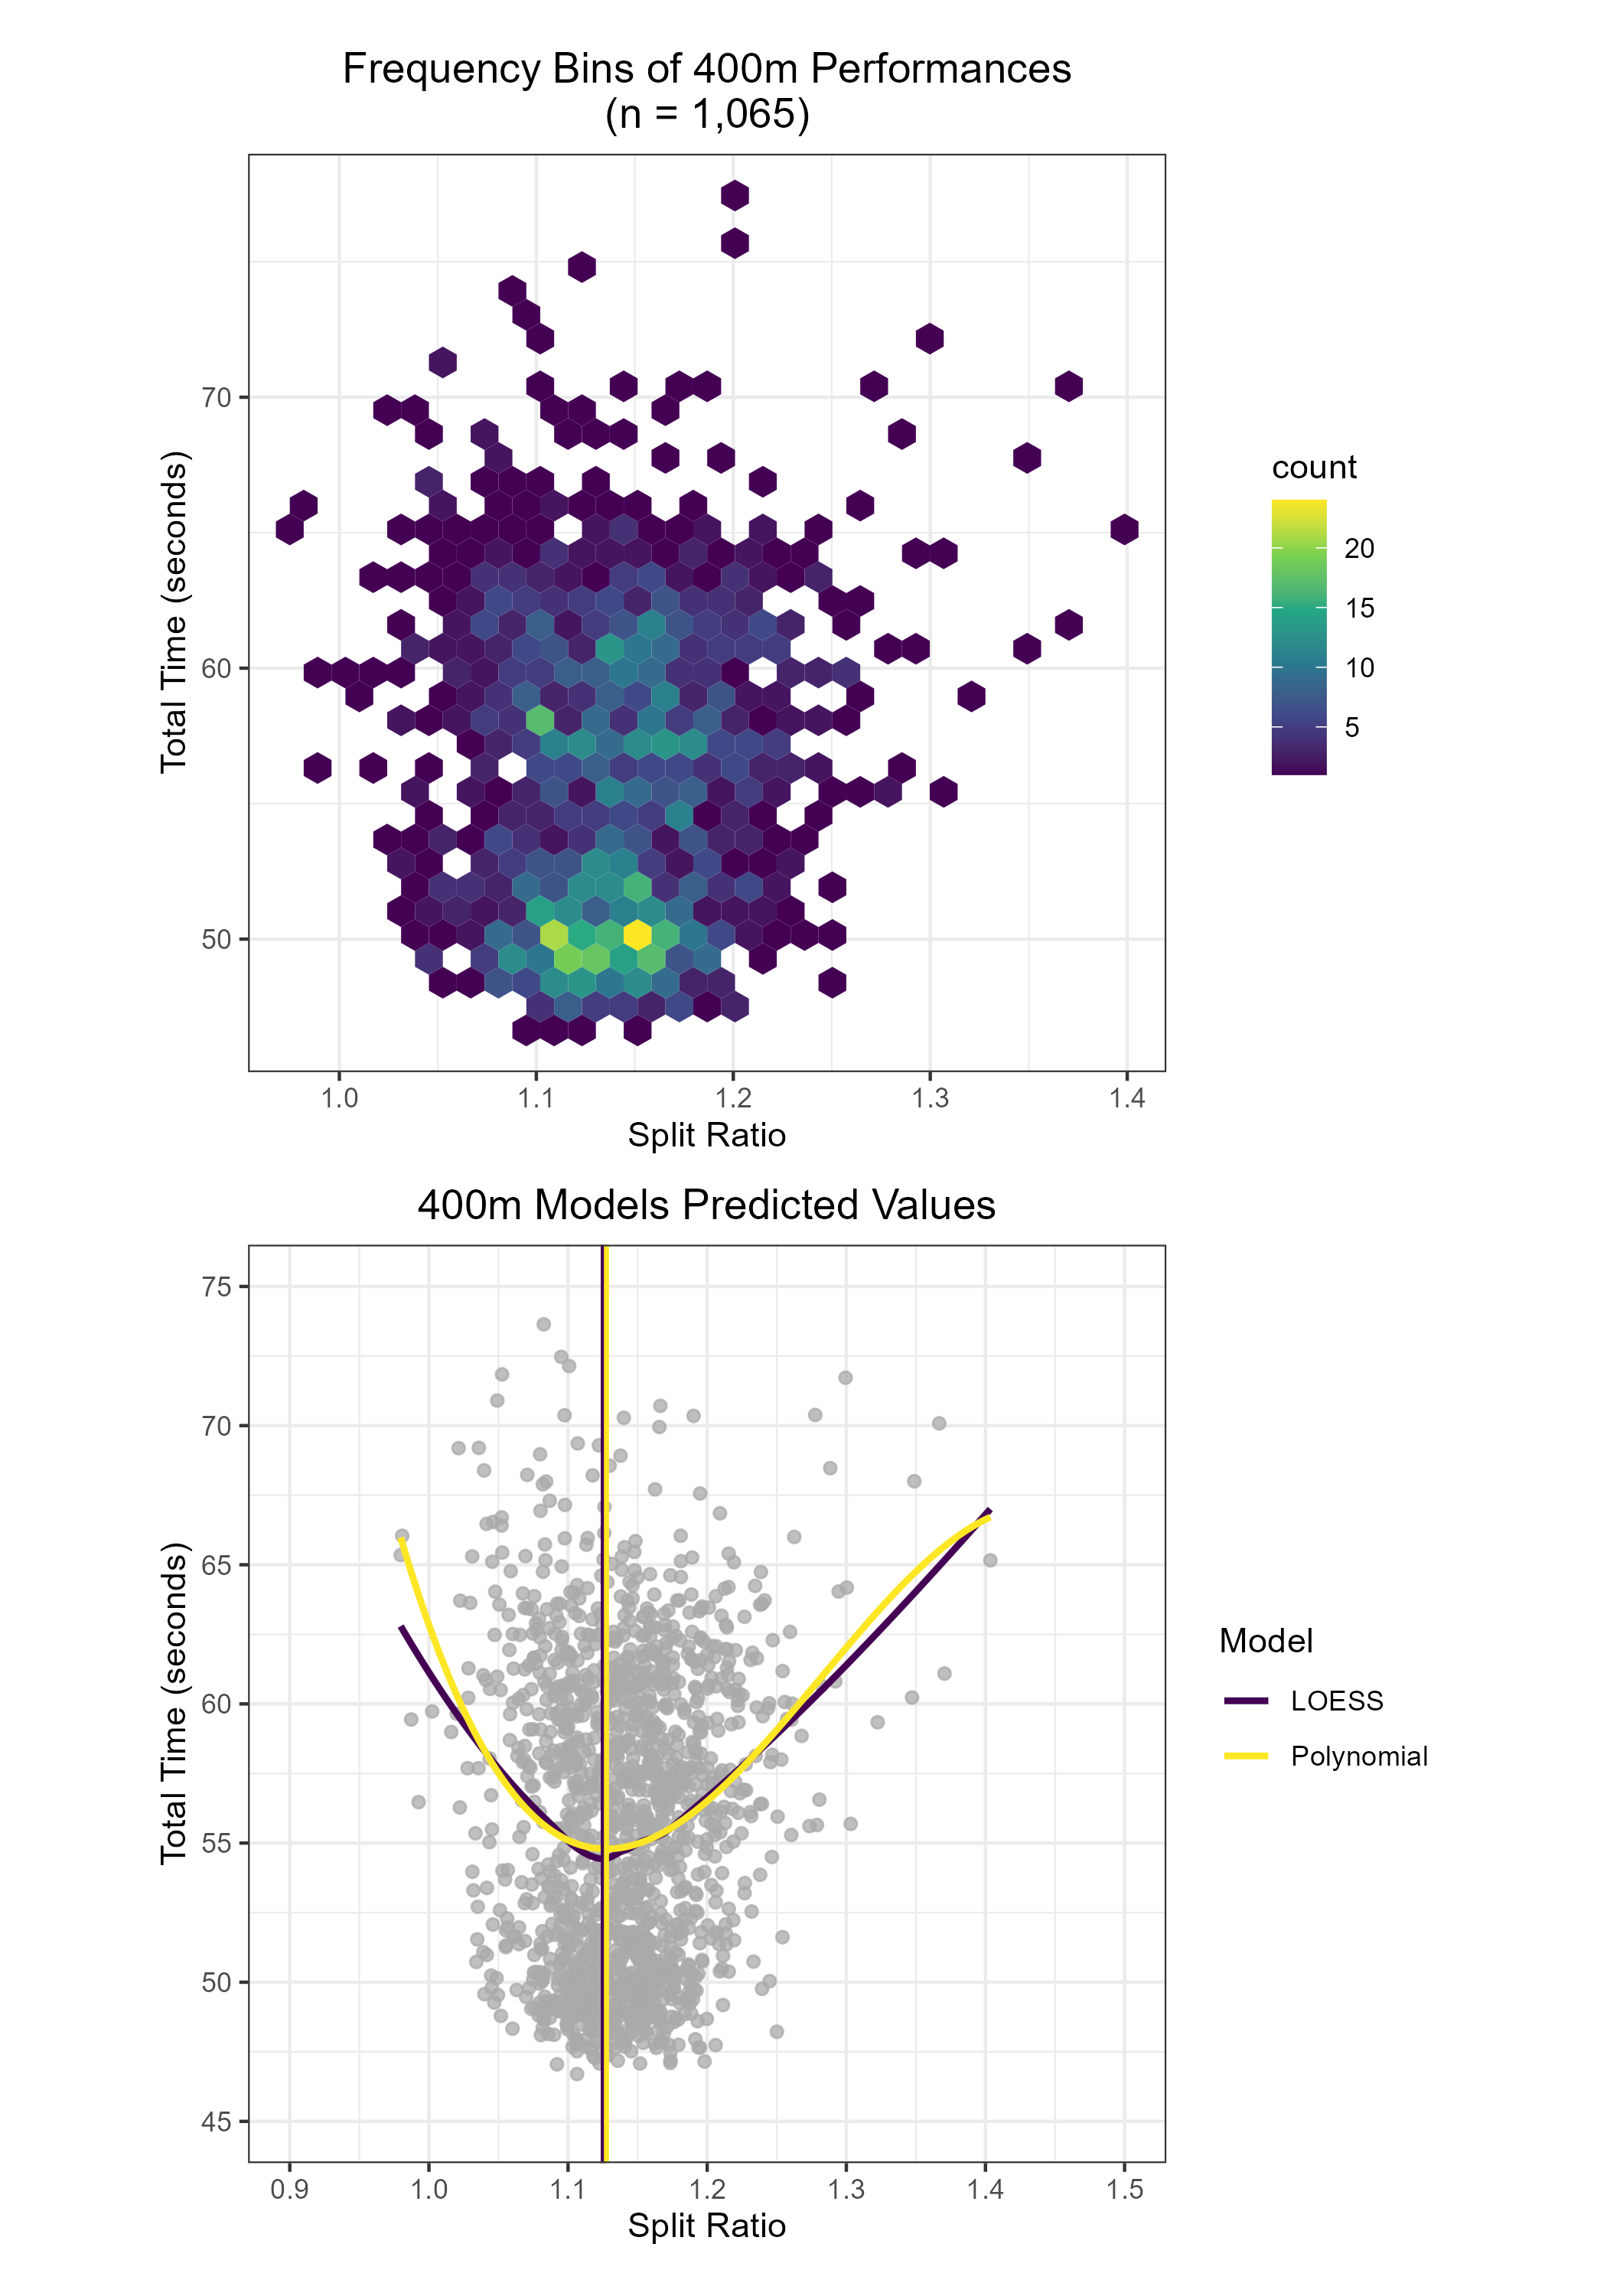 Frequency Bins of 400m Performances
(n = 1,065)
Total Time (seconds)
70
60
50
1.0 1.1 1.2 1.3 1.4
Split Ratio
count
20
15
10
5
400m Models Predicted Values
Total Time (seconds)
75
70
65
60
55
50
45
0.9 1.0 1.1 1.2 1.3 1.4 1.5
Split Ratio
Model
LOESS
Polynomial